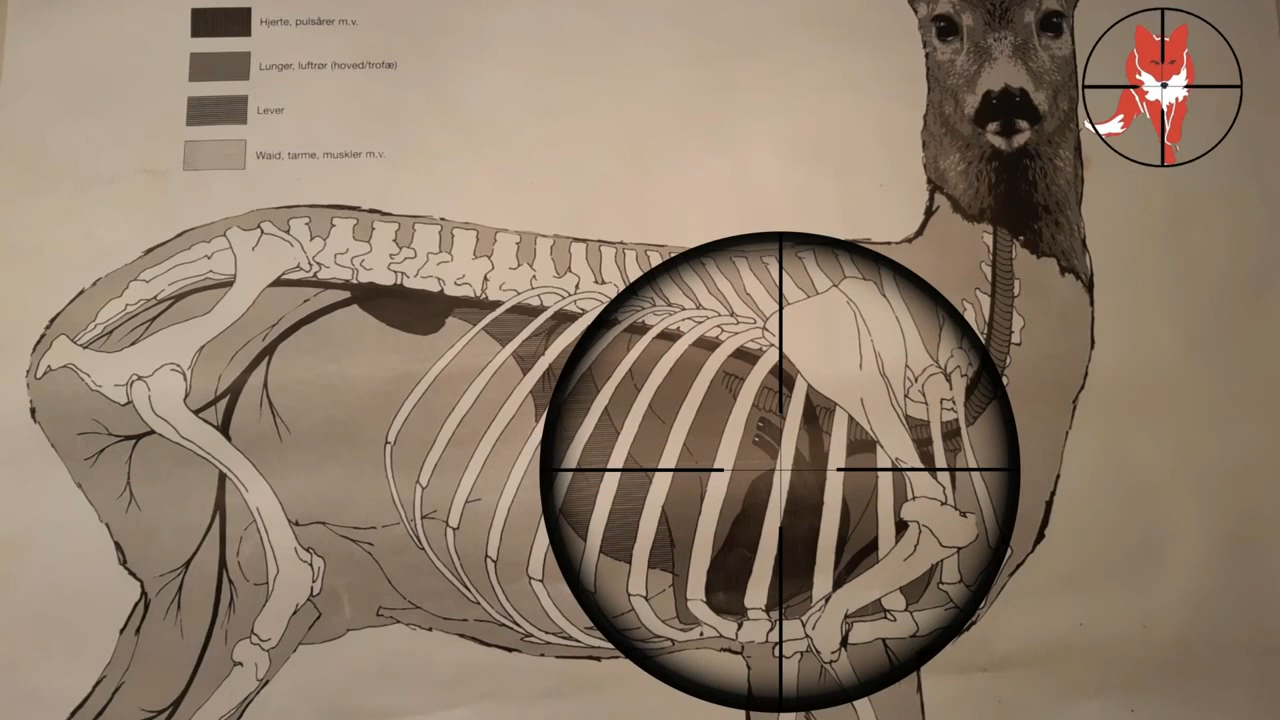 Hjerte, pulsårer m.v.
Lunger, luftrør (hoved/trofæ)
Lever
Waid, tarme, muskler m.v.